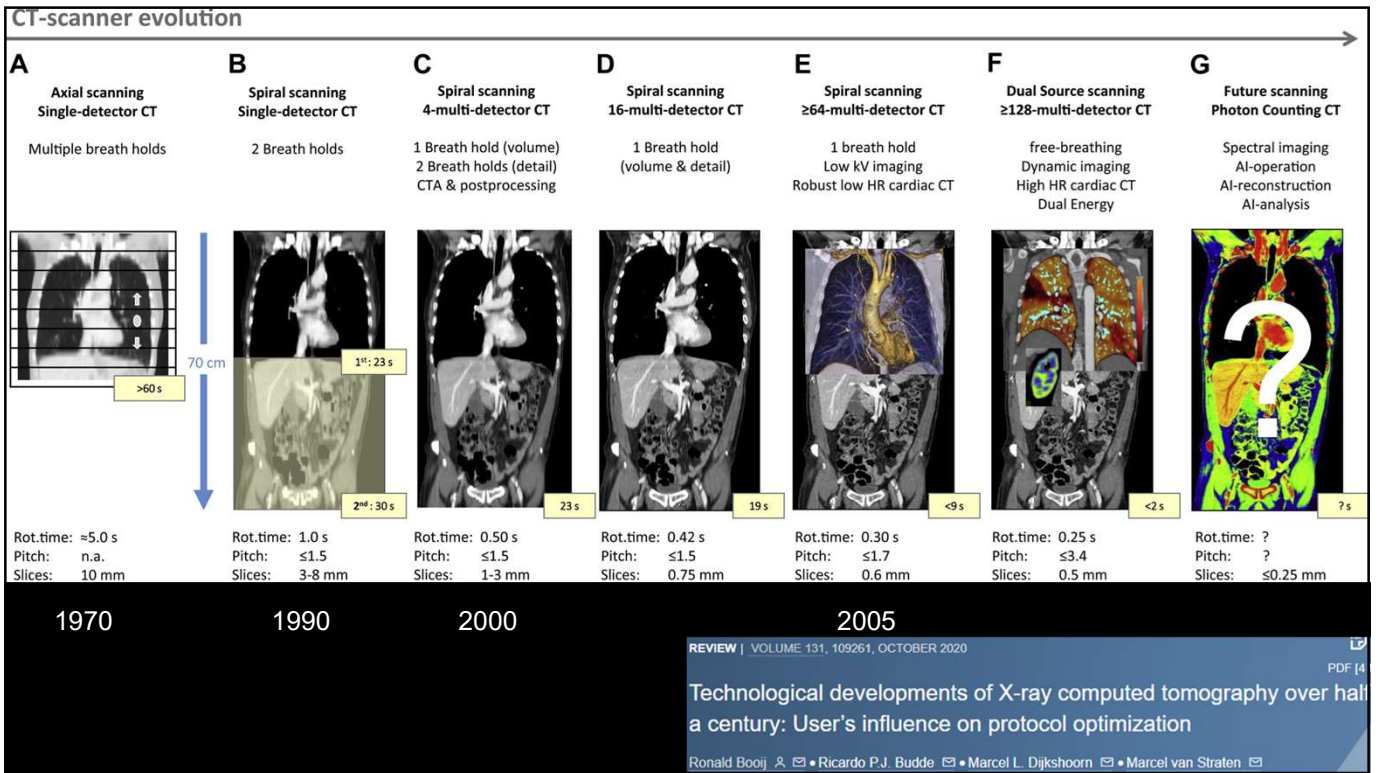 CT-scanner evolution
A
Axial scanning
Single-detector CT
Multiple breath holds
>60 s
Rot.time: ≈5.0 s
Pitch: n.a.
Slices: 10 mm
70 cm
B
Spiral scanning
Single-detector CT
2 Breath holds
1st: 23 s
2nd: 30 s
Rot.time: 1.0 s
Pitch: ≤1.5
Slices: 3-8 mm
C
Spiral scanning
4-multi-detector CT
1 Breath hold (volume)
2 Breath holds (detail)
CTA & postprocessing
23 s
Rot.time: 0.50 s
Pitch: ≤1.5
Slices: 1-3 mm
D
Spiral scanning
16-multi-detector CT
1 Breath hold
(volume & detail)
19 s
Rot.time: 0.42 s
Pitch: ≤1.5
Slices: 0.75 mm
E
Spiral scanning
≥64-multi-detector CT
1 breath hold
Low kV imaging
Robust low HR cardiac CT
<9 s
Rot.time: 0.30 s
Pitch: ≤1.7
Slices: 0.6 mm
F
Dual Source scanning
≥128-multi-detector CT
free-breathing
Dynamic imaging
High HR cardiac CT
Dual Energy
<2 s
Rot.time: 0.25 s
Pitch: ≤3.4
Slices: 0.5 mm
G
Future scanning
Photon Counting CT
Spectral imaging
AI-operation
AI-reconstruction
AI-analysis
?
? s
Rot.time: ?
Pitch: ?
Slices: ≤0.25 mm
1970
1990
2000
2005
REVIEW | VOLUME 131, 109261, OCTOBER 2020
PDF [4
Technological developments of X-ray computed tomography over half
a century: User's influence on protocol optimization
Ronald Booij • Ricardo P.J. Budde • Marcel L. Dijkshoorn • Marcel van Straten